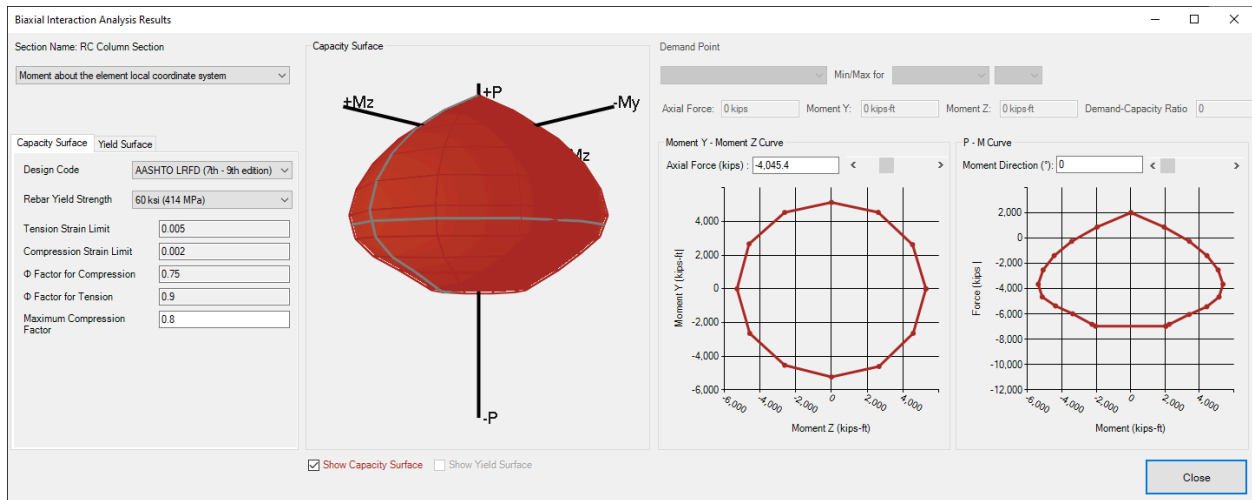 Biaxial Interaction Analysis Results
Section Name: RC Column Section
Moment about the element local coordinate system
Capacity Surface Yield Surface
Design Code AASHTO LRFD (7th - 9th edition)
Rebar Yield Strength 60 ksi (414 MPa)
Tension Strain Limit 0.005
Compression Strain Limit 0.002
Φ Factor for Compression 0.75
Φ Factor for Tension 0.9
Maximum Compression Factor 0.8
Capacity Surface
+P
+Mz
-My
Mz
-P
Show Capacity Surface Show Yield Surface
Demand Point
Min/Max for
Axial Force: 0 kips Moment Y: 0 kips-ft Moment Z: 0 kips-ft Demand-Capacity Ratio 0
Moment Y - Moment Z Curve
Axial Force (kips) : -4,045.4 < >
4,000
2,000
0
-2,000
-4,000
-6,000
Moment Y (kips-ft)
-6,000 -4,000 -2,000 0 2,000 4,000
Moment Z (kips-ft)
P - M Curve
Moment Direction (°): 0 < >
2,000
0
-2,000
-4,000
-6,000
-7,000
-10,000
-12,000
Force (kips )
-6,000 -4,000 -2,000 0 2,000 4,000
Moment (kips-ft)
Close